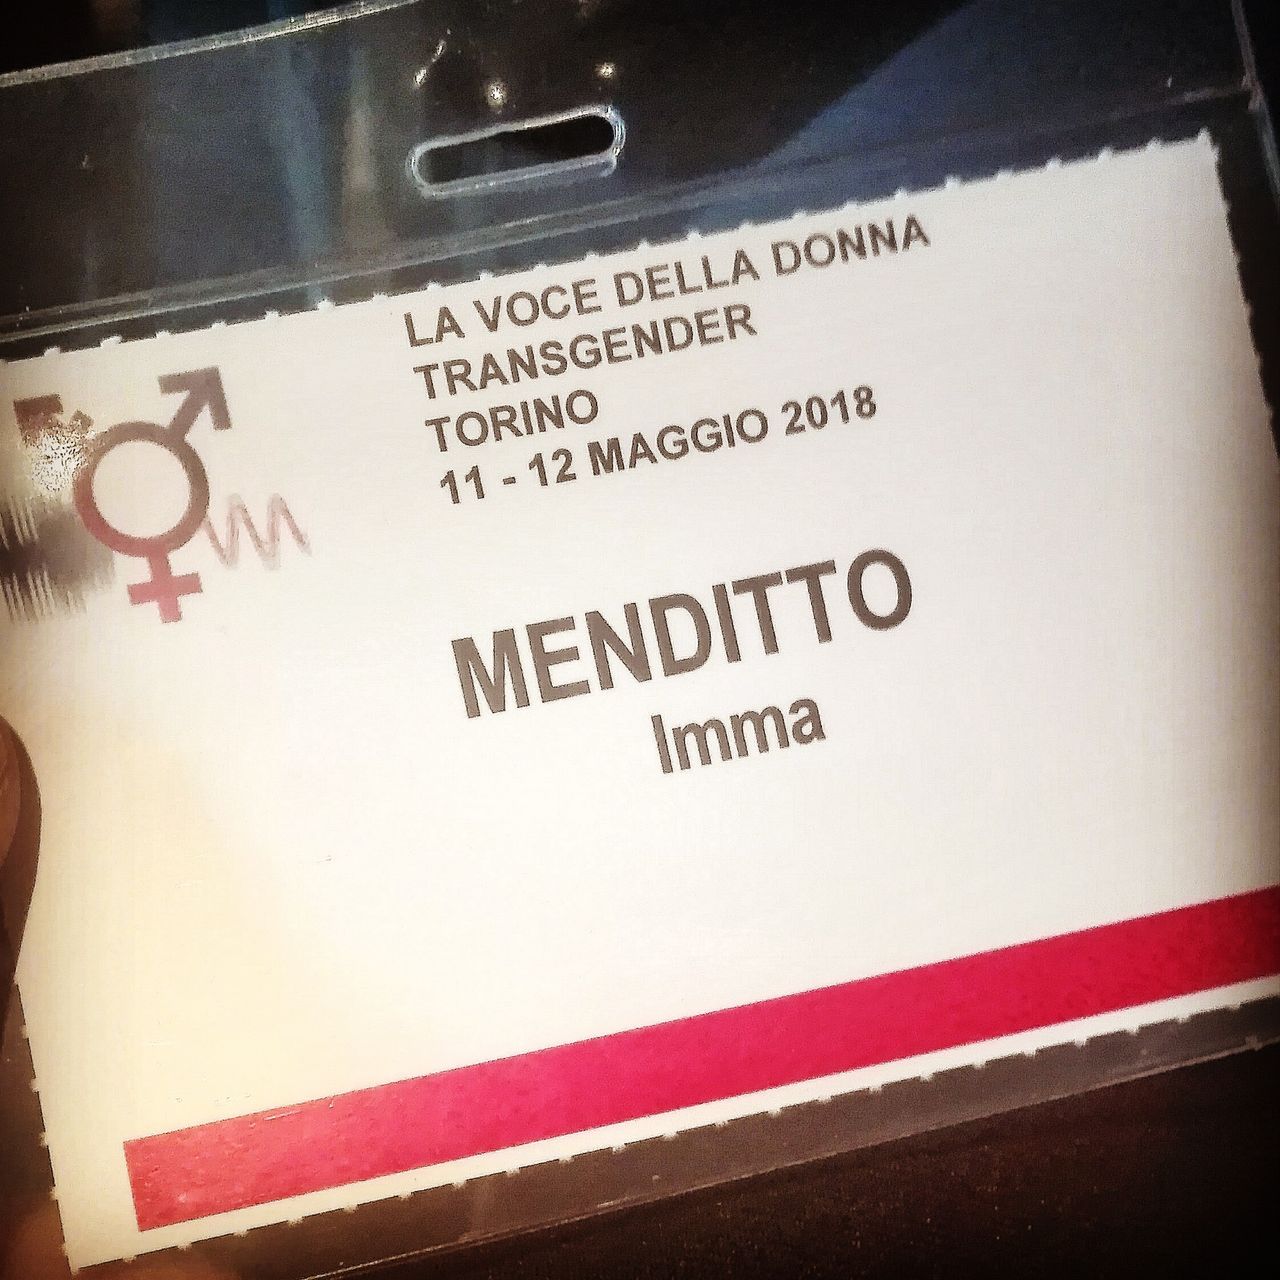 LA VOCE DELLA DONNA
TRANSGENDER
TORINO
11 - 12 MAGGIO 2018
MENDITTO
Imma